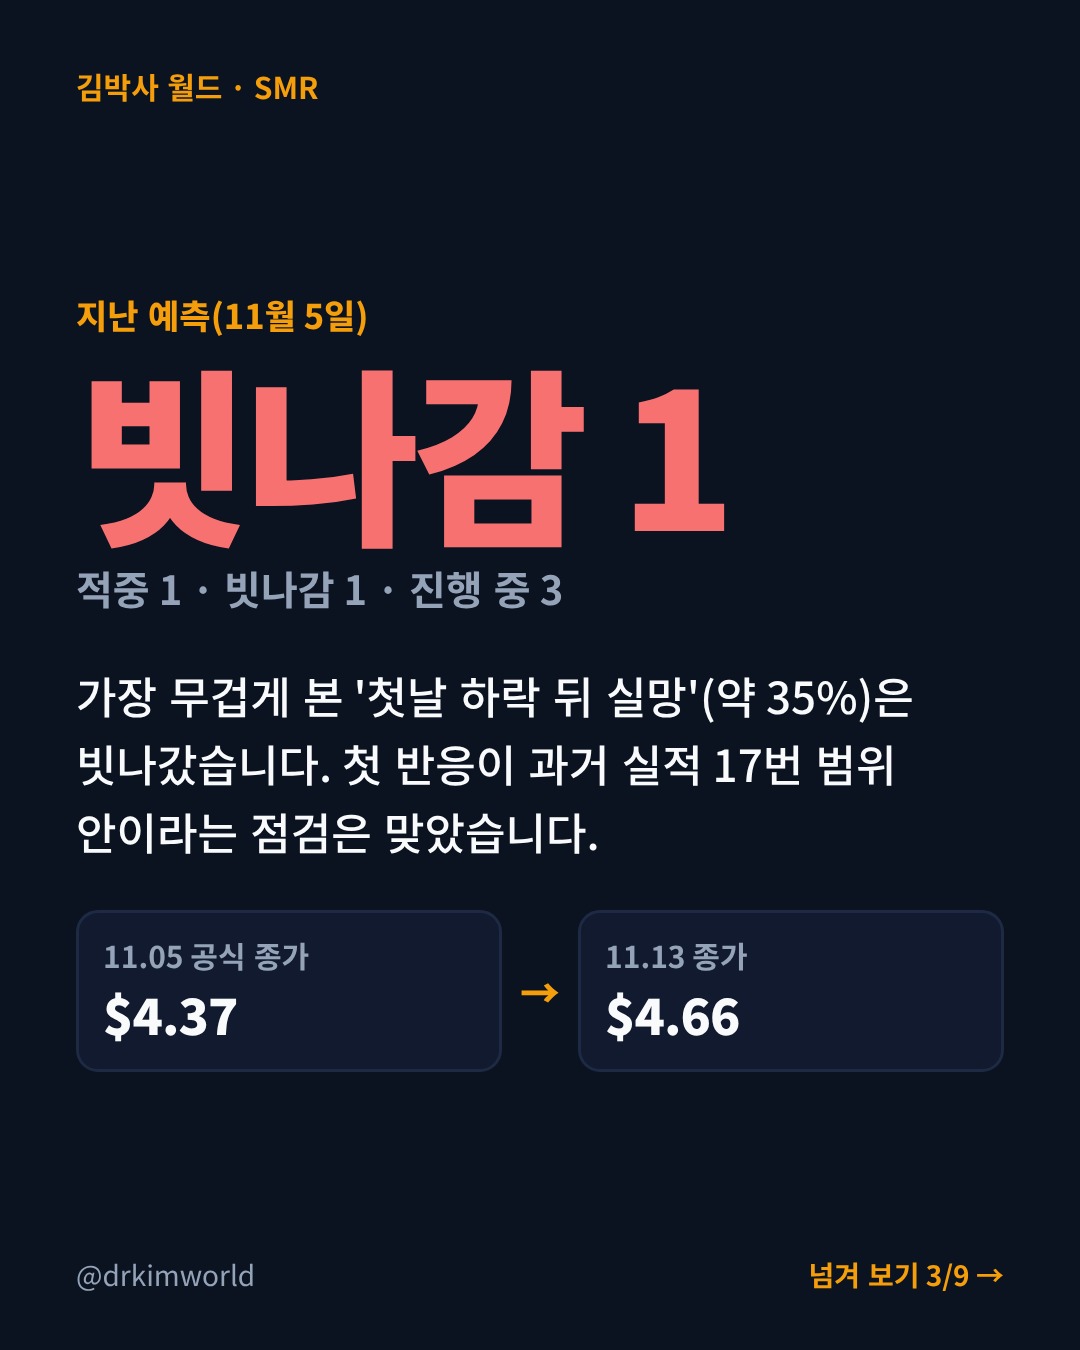 김박사 월드 · SMR
지난 예측(11월 5일)
빗나감 1
적중 1 · 빗나감 1 · 진행 중 3
가장 무겁게 본 '첫날 하락 뒤 실망'(약 35%)은
빗나갔습니다. 첫 반응이 과거 실적 17번 범위
안이라는 점검은 맞았습니다.
11.05 공식 종가
$4.37
→
11.13 종가
$4.66
@drkimworld
넘겨 보기 3/9 →